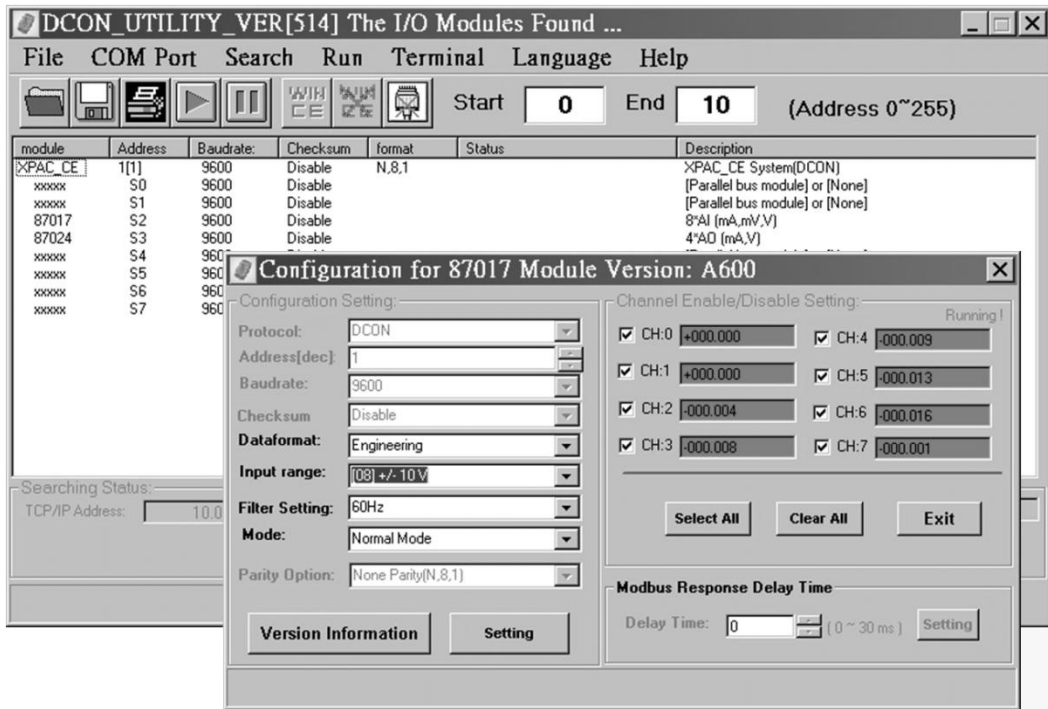 DCON_UTILITY_VER[514] The I/O Modules Found ...
File COM Port Search Run Terminal Language Help
WIN CE Start 0 End 10 (Address 0~255)
module Address Baudrate: Checksum format Status Description
XPAC_CE 1[1] 9600 Disable N,8,1 XPAC_CE System(DCON)
xxxxx S0 9600 Disable [Parallel bus module] or [None]
xxxxx S1 9600 Disable [Parallel bus module] or [None]
87017 S2 9600 Disable 8*AI (mA,mV,V)
87024 S3 9600 Disable 4*AO (mA,V)
xxxxx S4
xxxxx S5
xxxxx S6
xxxxx S7
Searching Status:
TCP/IP Address: 10.0
Configuration for 87017 Module Version: A600
Configuration Setting:
Protocol: DCON
Address[dec]: 1
Baudrate: 9600
Checksum Disable
Dataformat: Engineering
Input range: [08] +/- 10 V
Filter Setting: 60Hz
Mode: Normal Mode
Parity Option: None Parity(N,8,1)
Version Information Setting
Channel Enable/Disable Setting:
Running !
CH:0 +000.000 CH:4 -000.009
CH:1 +000.000 CH:5 -000.013
CH:2 -000.004 CH:6 -000.016
CH:3 -000.008 CH:7 -000.001
Select All Clear All Exit
Modbus Response Delay Time
Delay Time: 0 ( 0 ~ 30 ms ) Setting